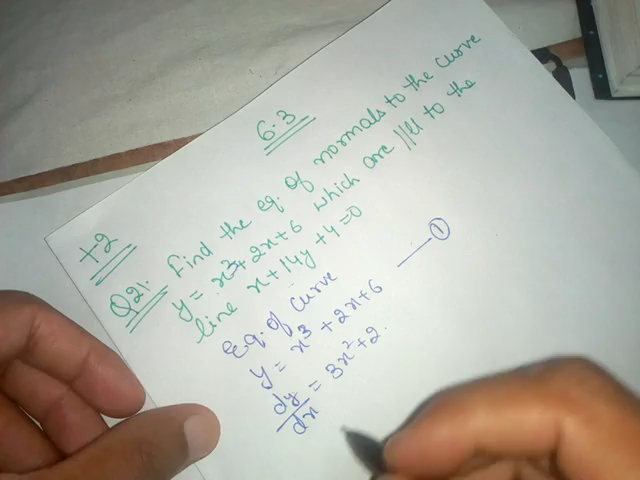 6.3
+2
Q21. Find the eq. of normals to the curve
y = x³+2x+6 which are ||el to the
line x+14y+4=0
Eq. of curve
y = x³+2x+6 —— ①
dy/dx = 3x²+2.